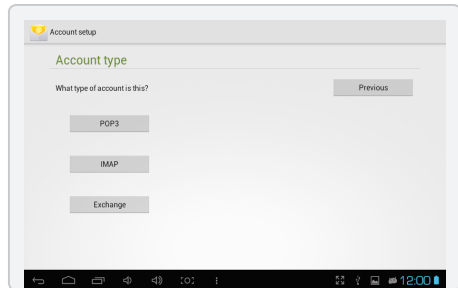 Account setup
Account type
What type of account is this?
Previous
POP3
IMAP
Exchange
12:00